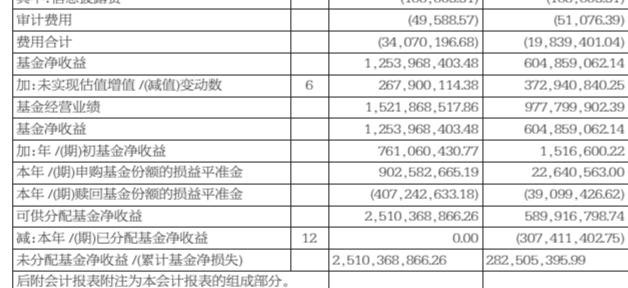 审计费用 (49,588.57) (51,076.39)
费用合计 (34,070,196.68) (19,839,401.04)
基金净收益 1,253,968,403.48 604,859,062.14
加:未实现估值增值/(减值)变动数 6 267,900,114.38 372,940,840.25
基金经营业绩 1,521,868,517.86 977,799,902.39
基金净收益 1,253,968,403.48 604,859,062.14
加:年/(期)初基金净收益 761,060,430.77 1,516,600.22
本年/(期)申购基金份额的损益平准金 902,582,665.19 22,640,563.00
本年/(期)赎回基金份额的损益平准金 (407,242,633.18) (39,099,426.62)
可供分配基金净收益 2,510,368,866.26 589,916,798.74
减:本年/(期)已分配基金净收益 12 0.00 (307,411,402.75)
未分配基金净收益/(累计基金净损失) 2,510,368,866.26 282,505,395.99
后附会计报表附注为本会计报表的组成部分。